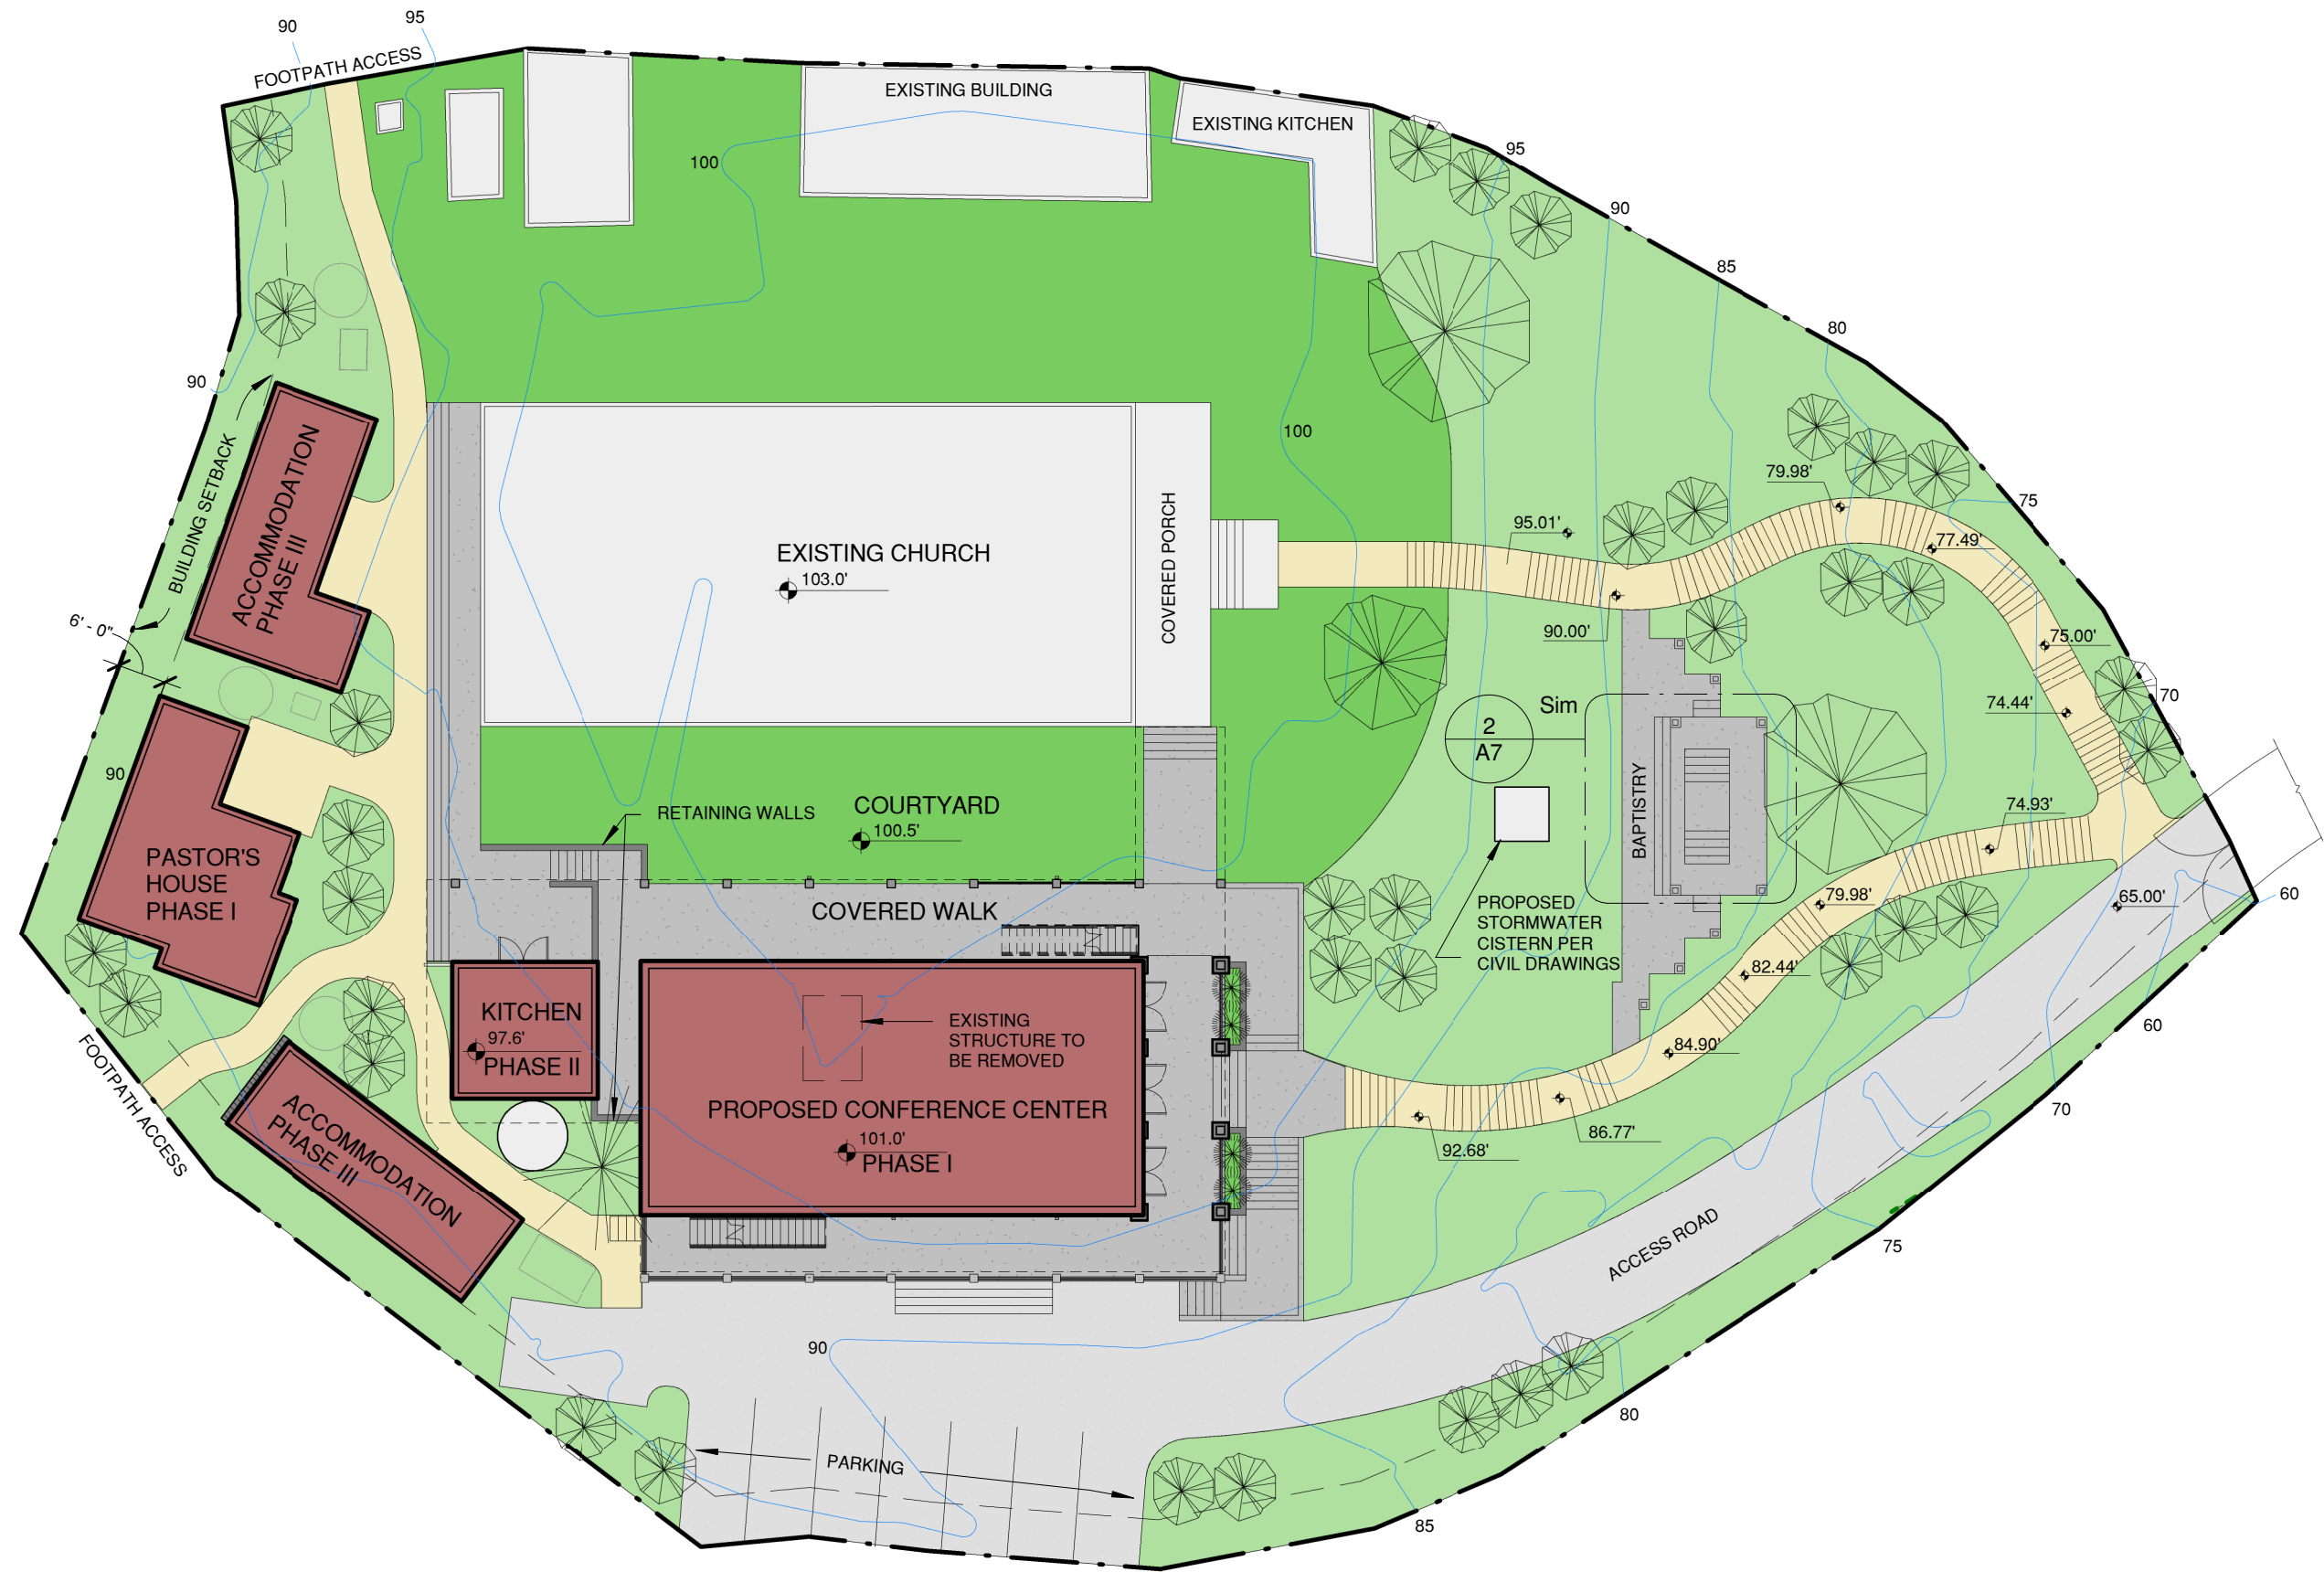 90
95
FOOTPATH ACCESS
EXISTING BUILDING
EXISTING KITCHEN
100
95
90
85
80
90
BUILDING SETBACK
ACCOMMODATION
PHASE III
6' - 0"
100
EXISTING CHURCH
103.0'
COVERED PORCH
79.98'
95.01'
75
77.49'
90.00'
75.00'
74.44'
70
Sim
2
A7
BAPTISTRY
90
RETAINING WALLS
COURTYARD
100.5'
74.93'
PASTOR'S
HOUSE
PHASE I
COVERED WALK
PROPOSED
STORMWATER
CISTERN PER
CIVIL DRAWINGS
79.98'
65.00'
60
82.44'
KITCHEN
97.6'
PHASE II
EXISTING
STRUCTURE TO
BE REMOVED
84.90'
60
FOOTPATH ACCESS
ACCOMMODATION
PHASE III
PROPOSED CONFERENCE CENTER
101.0'
PHASE I
92.68'
86.77'
70
ACCESS ROAD
75
90
80
PARKING
85